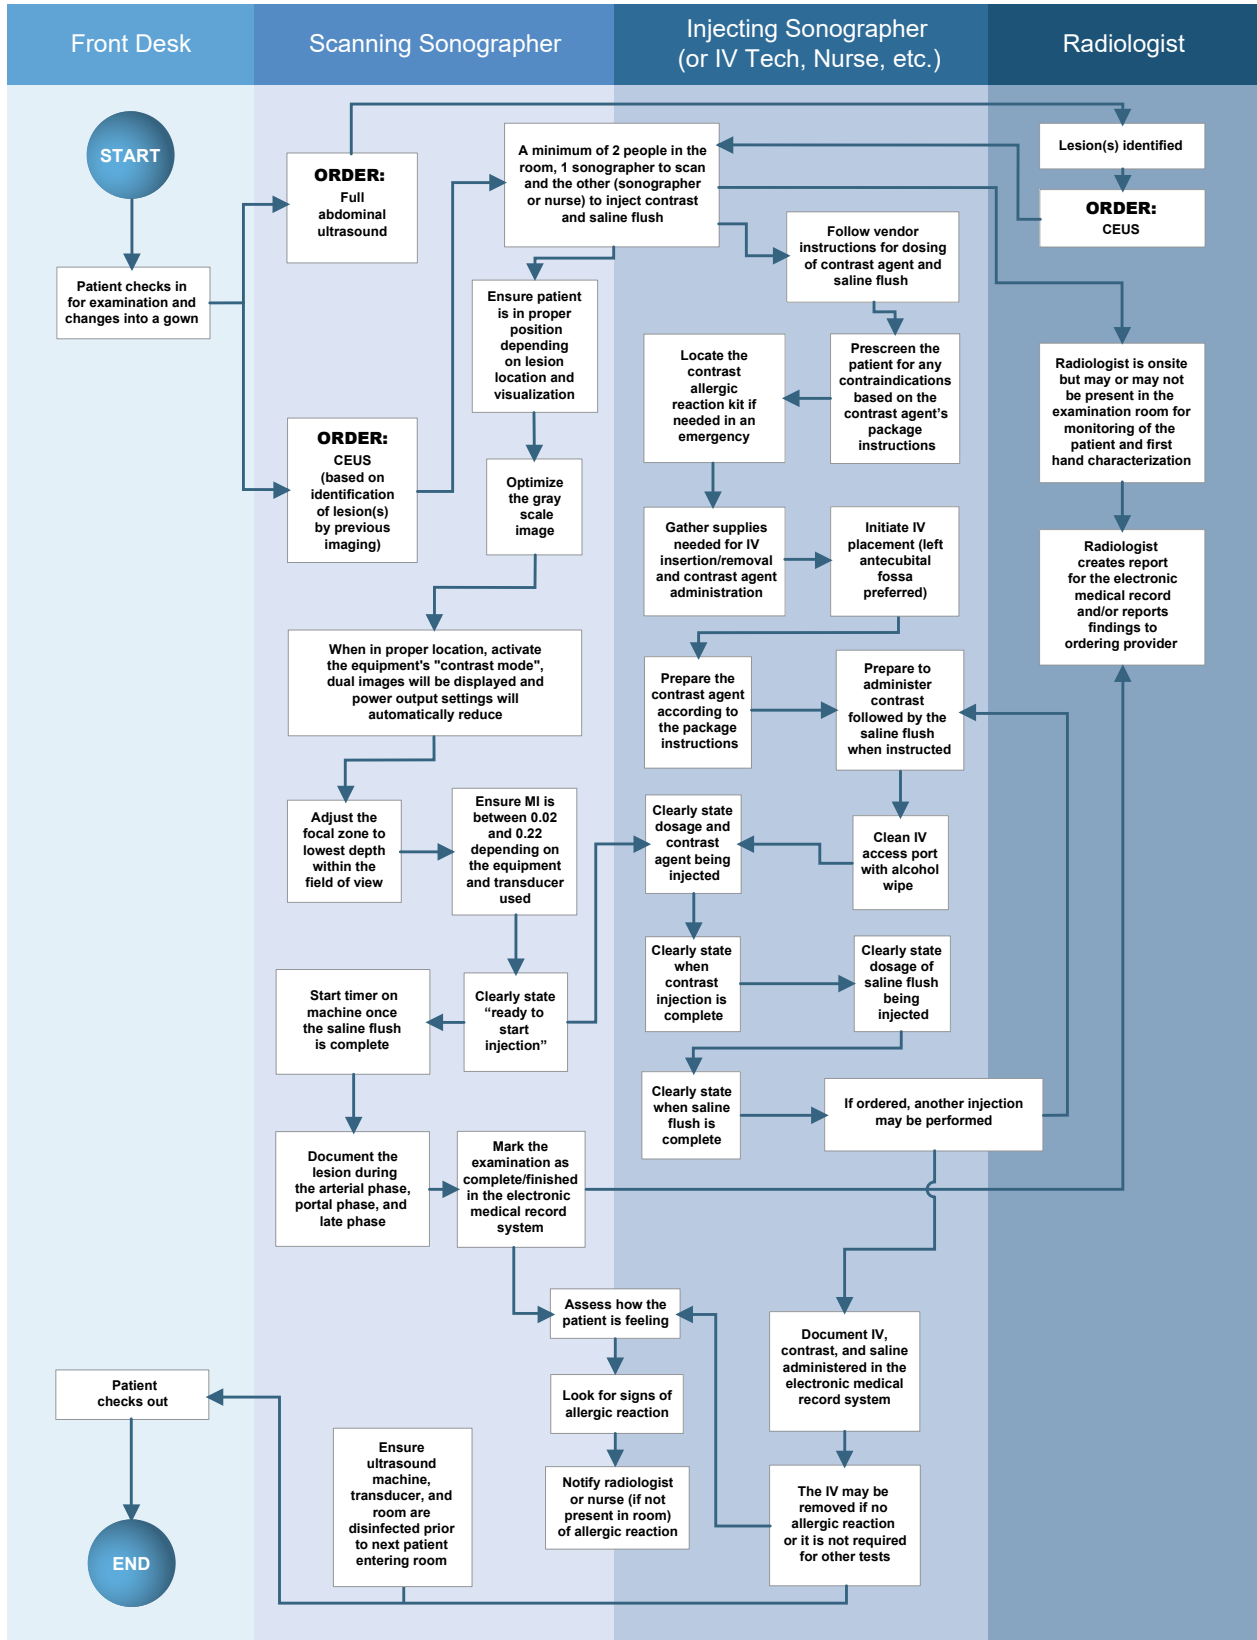 Front Desk
Scanning Sonographer
Injecting Sonographer
(or IV Tech, Nurse, etc.)
Radiologist
START
Patient checks in
for examination and
changes into a gown
ORDER:
Full
abdominal
ultrasound
ORDER:
CEUS
(based on
identification
of lesion(s)
by previous
imaging)
A minimum of 2 people in the
room, 1 sonographer to scan
and the other (sonographer
or nurse) to inject contrast
and saline flush
Lesion(s) identified
ORDER:
CEUS
Ensure patient
is in proper
position
depending
on lesion
location and
visualization
Optimize
the gray
scale
image
When in proper location, activate
the equipment's "contrast mode",
dual images will be displayed and
power output settings will
automatically reduce
Adjust the
focal zone to
lowest depth
within the
field of view
Ensure MI is
between 0.02
and 0.22
depending on
the equipment
and transducer
used
Clearly state
“ready to
start
injection”
Start timer on
machine once
the saline flush
is complete
Document the
lesion during
the arterial phase,
portal phase, and
late phase
Mark the
examination as
complete/finished
in the electronic
medical record
system
Follow vendor
instructions for dosing
of contrast agent and
saline flush
Prescreen the
patient for any
contraindications
based on the
contrast agent’s
package
instructions
Locate the
contrast
allergic
reaction kit if
needed in an
emergency
Gather supplies
needed for IV
insertion/removal
and contrast agent
administration
Initiate IV
placement (left
antecubital
fossa
preferred)
Prepare the
contrast agent
according to
the package
instructions
Prepare to
administer
contrast
followed by the
saline flush
when instructed
Clean IV
access port
with alcohol
wipe
Clearly state
dosage and
contrast
agent being
injected
Clearly state
when
contrast
injection is
complete
Clearly state
dosage of
saline flush
being
injected
Clearly state
when saline
flush is
complete
If ordered, another injection
may be performed
Radiologist is onsite
but may or may not
be present in the
examination room for
monitoring of the
patient and first
hand characterization
Radiologist
creates report
for the electronic
medical record
and/or reports
findings to
ordering provider
Assess how the
patient is feeling
Look for signs of
allergic reaction
Notify radiologist
or nurse (if not
present in room)
of allergic reaction
Document IV,
contrast, and saline
administered in the
electronic medical
record system
The IV may be
removed if no
allergic reaction
or it is not required
for other tests
Ensure
ultrasound
machine,
transducer, and
room are
disinfected prior
to next patient
entering room
Patient
checks out
END